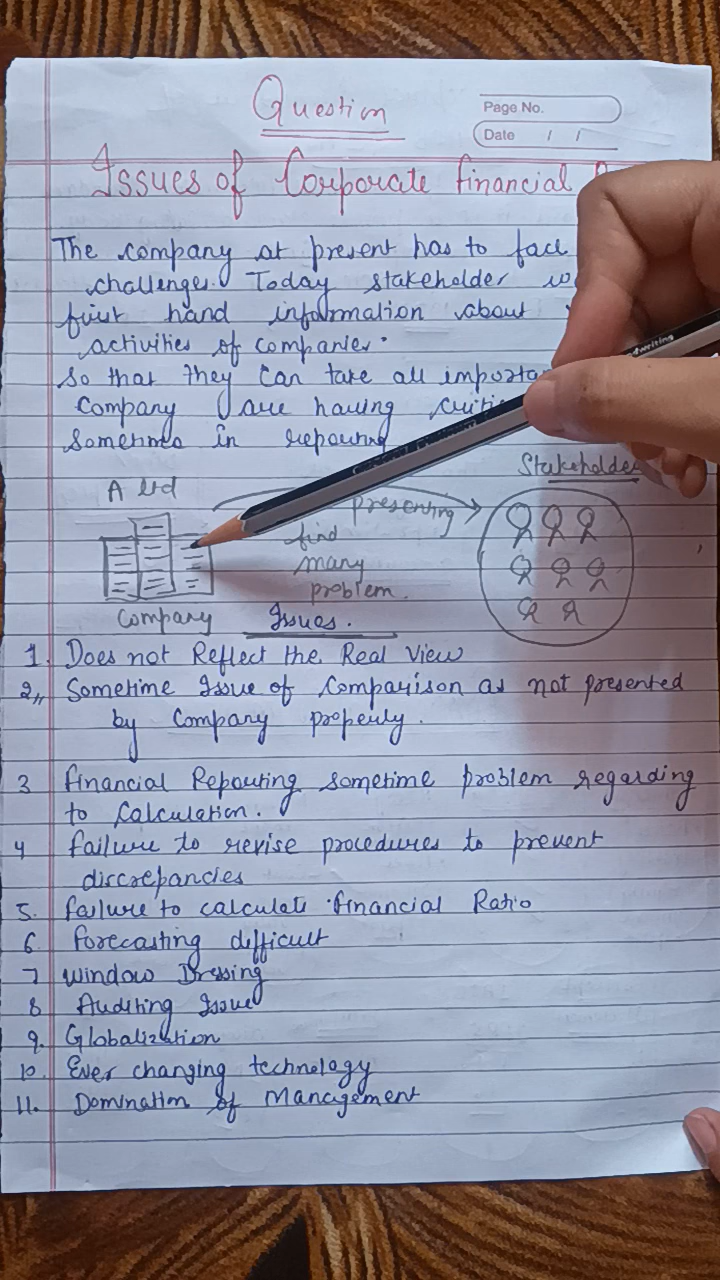 Question
Page No.
Date / /
Issues of Corporate financial
The company at present has to face
challenges. Today stakeholder
first hand information about
activities of companies.
So that they can take all
Company are having
sometimes in reporting
Stakeholder
A ltd
presenting
find
many
problem.
Company
Issues.
1. Does not Reflect the Real View
2,, Sometime Issue of Comparison as not presented
by Company properly.
3 financial Reporting sometime problem regarding
to Calculation.
4 failure to revise procedures to prevent
discrepancies
5. failure to calculate financial Ratio
6. forecasting difficult
7 Window Dressing
8 Auditing Issue
9. Globalization
10. Ever changing technology
11. Domination of Management